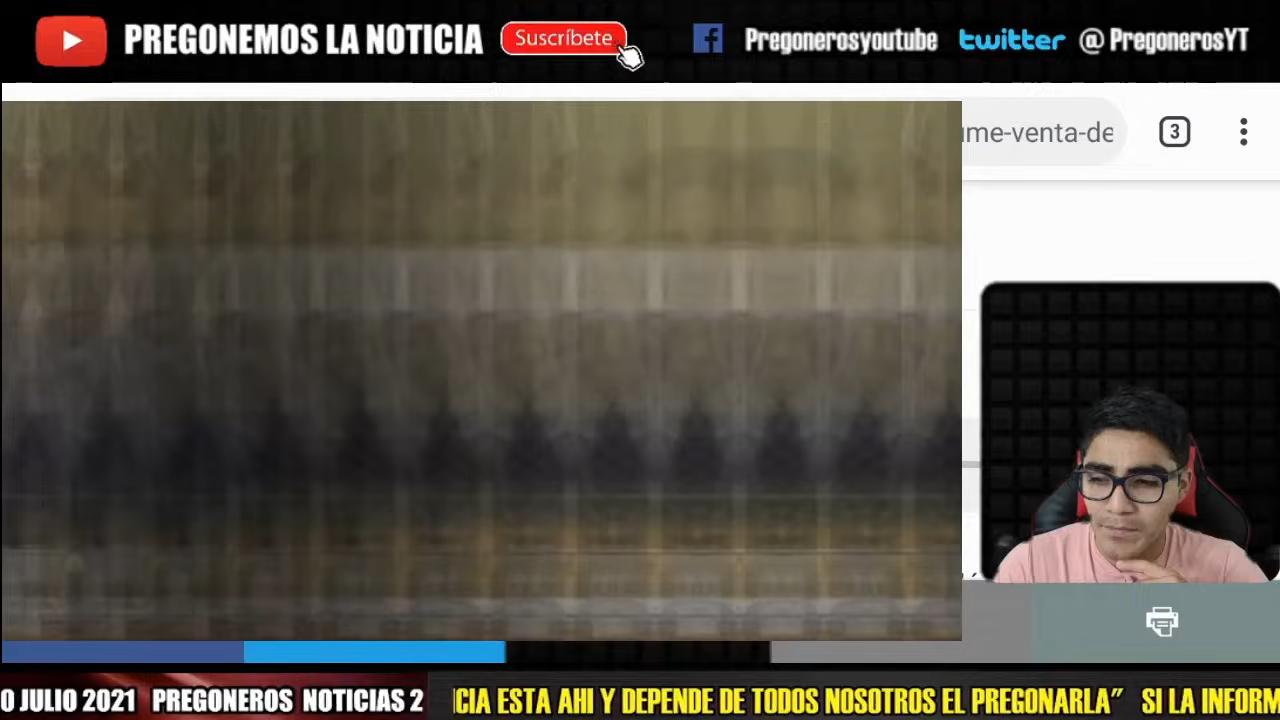 PREGONEMOS LA NOTICIA Suscríbete Pregonerosyoutube twitter @PregonerosYT
ume-venta-de
3
O JULIO 2021 PREGONEROS NOTICIAS 2 CIA ESTA AHI Y DEPENDE DE TODOS NOSOTROS EL PREGONARLA” SI LA INFORM